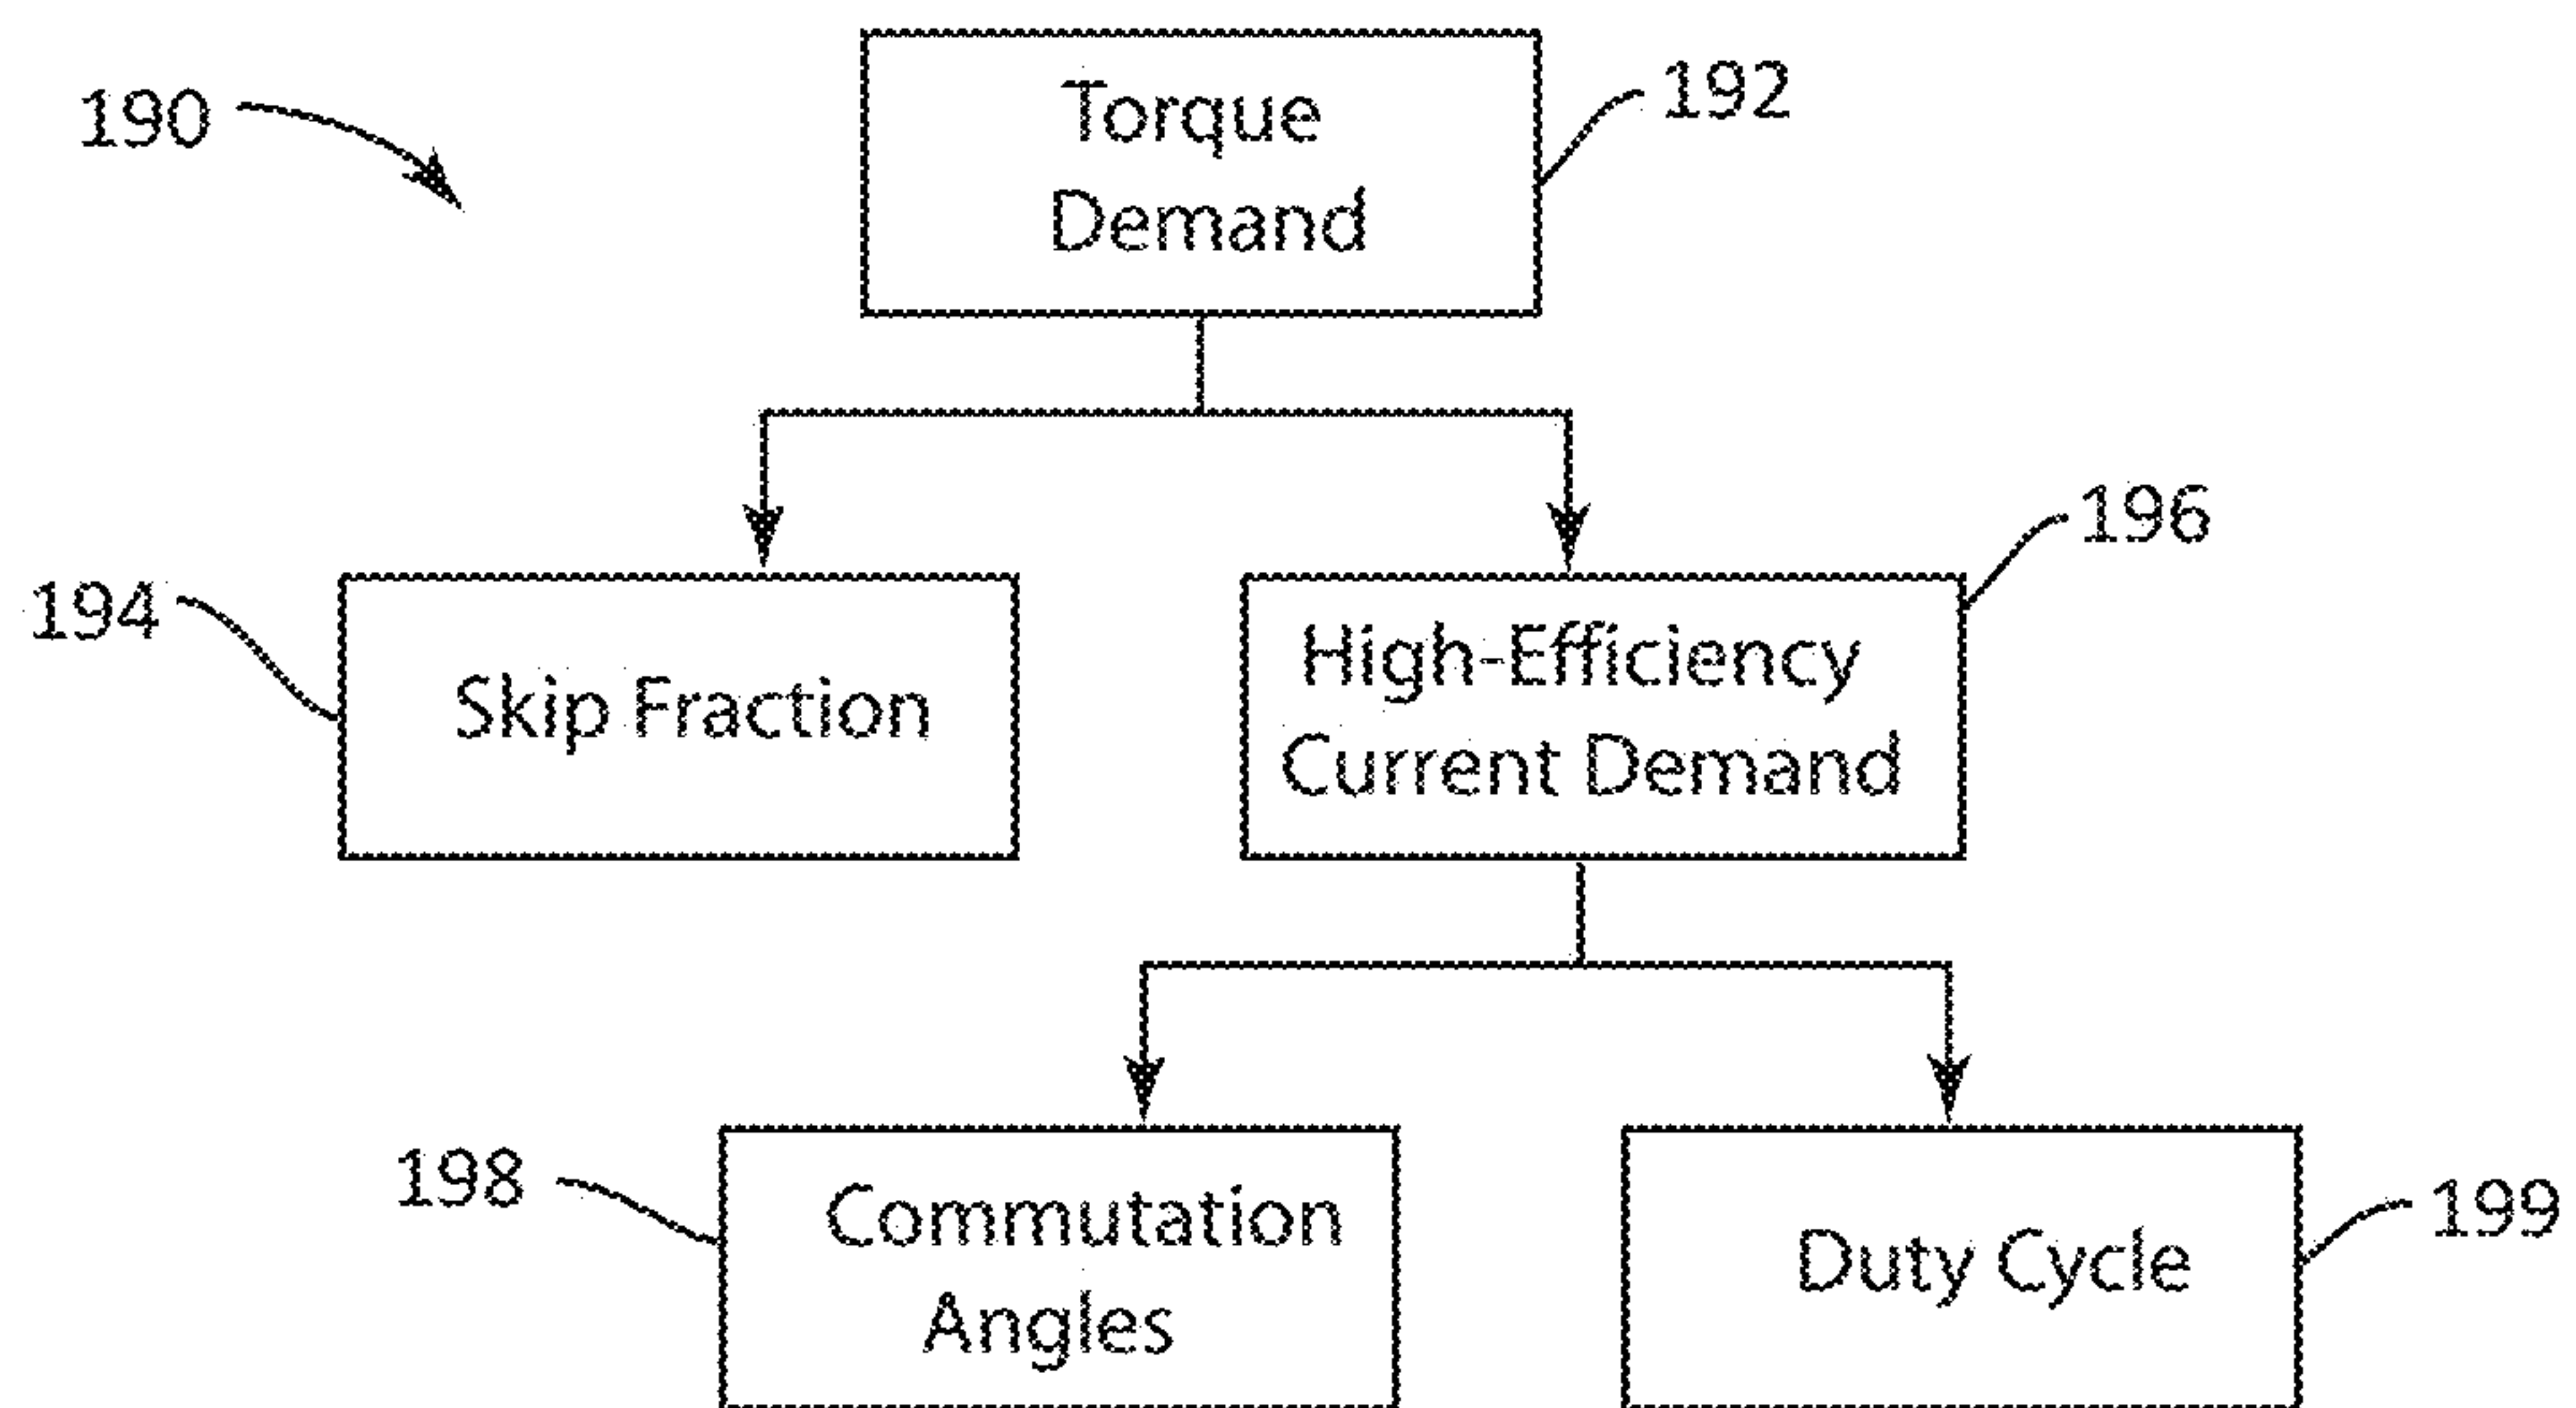 190
Torque
Demand
192
194
Skip Fraction
High-Efficiency
Current Demand
196
198
Commutation
Angles
Duty Cycle
199